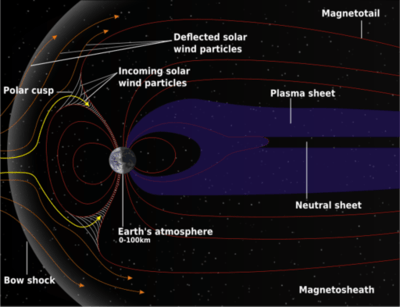 Magnetotail
Deflected solar
wind particles
Incoming solar
wind particles
Polar cusp
Plasma sheet
Neutral sheet
Earth's atmosphere
0-100km
Bow shock
Magnetosheath